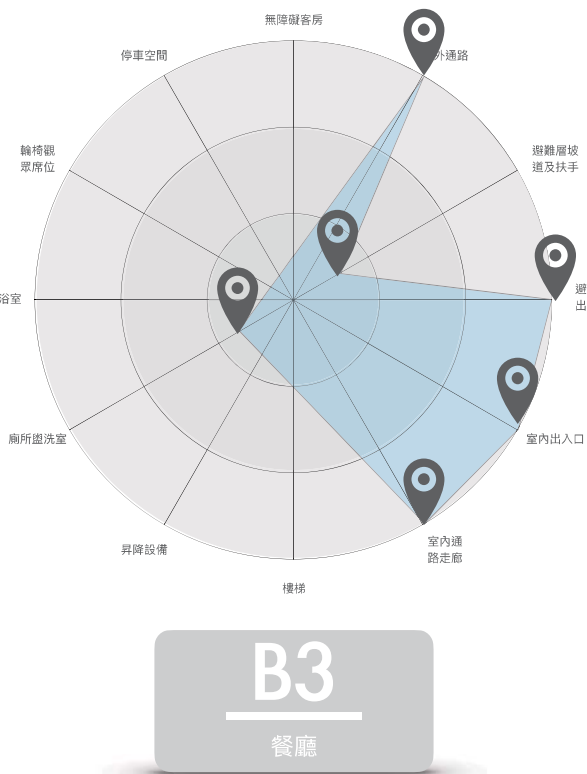 無障礙客房
停車空間
外通路
輪椅觀
眾席位
避難層坡
道及扶手
浴室
避
出
廁所盥洗室
室內出入口
昇降設備
室內通
路走廊
樓梯
B3
餐廳